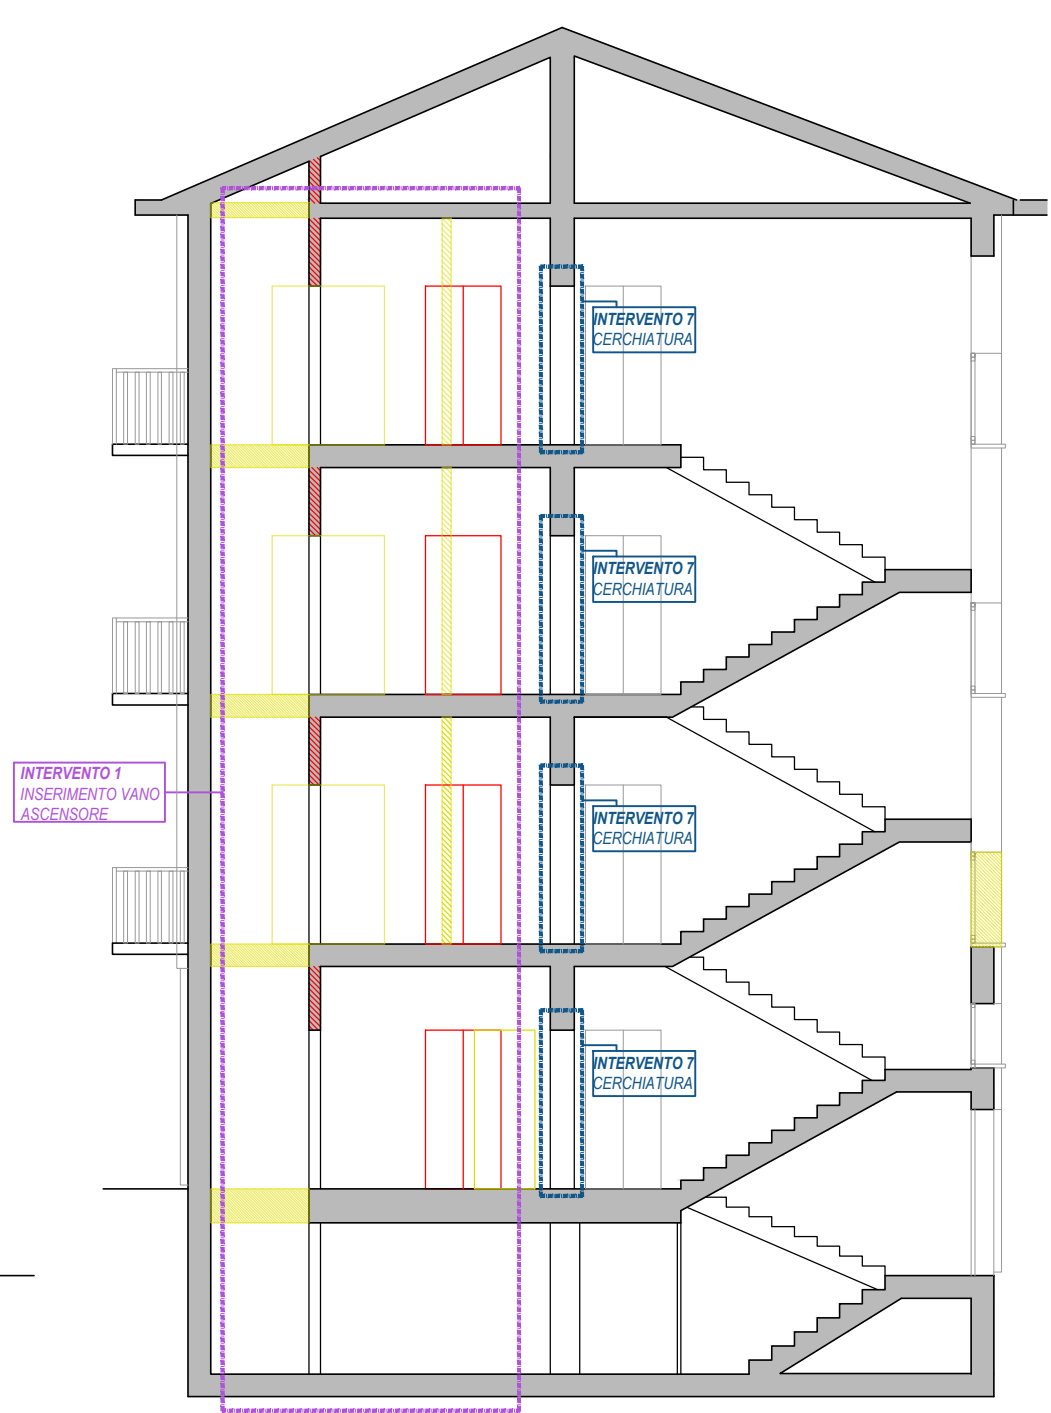 INTERVENTO 7
CERCHIATURA
INTERVENTO 7
CERCHIATURA
INTERVENTO 1
INSERIMENTO VANO
ASCENSORE
INTERVENTO 7
CERCHIATURA
INTERVENTO 7
CERCHIATURA